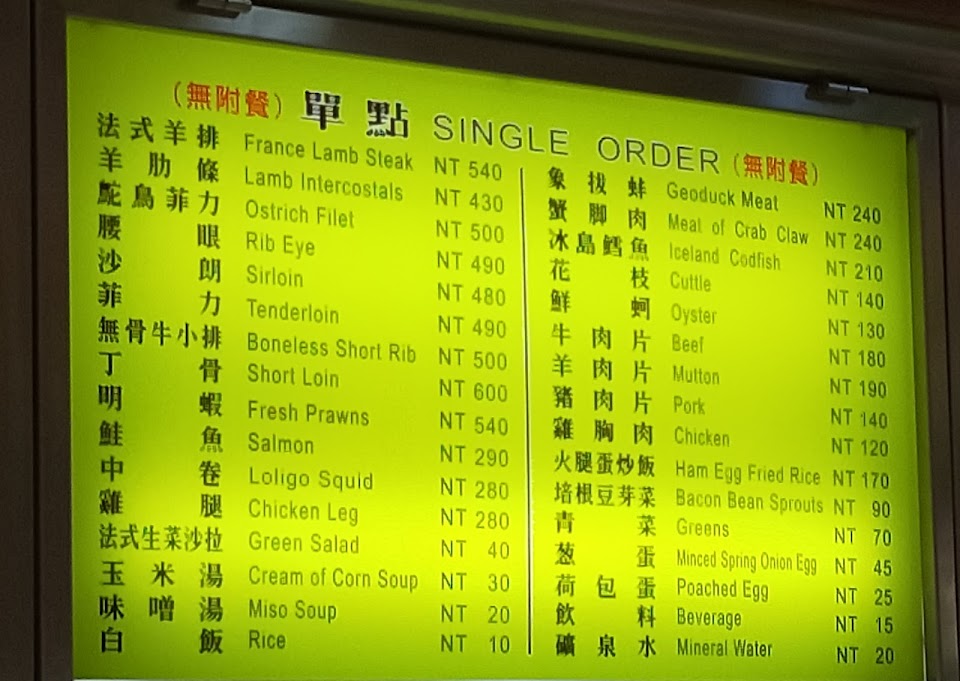 (無附餐) 單點 SINGLE ORDER (無附餐)
法式羊排 France Lamb Steak NT 540
羊肋條 Lamb Intercostals NT 430
鴕鳥菲力 Ostrich Filet NT 500
腰眼 Rib Eye NT 490
沙朗 Sirloin NT 480
菲力 Tenderloin NT 490
無骨牛小排 Boneless Short Rib NT 500
丁骨 Short Loin NT 600
明蝦 Fresh Prawns NT 540
鮭魚 Salmon NT 290
中卷 Loligo Squid NT 280
雞腿 Chicken Leg NT 280
法式生菜沙拉 Green Salad NT 40
玉米湯 Cream of Corn Soup NT 30
味噌湯 Miso Soup NT 20
白飯 Rice NT 10
象拔蚌 Geoduck Meat NT 240
蟹腳肉 Meal of Crab Claw NT 240
冰島鱈魚 Iceland Codfish NT 210
花枝 Cuttle NT 140
鮮蚵 Oyster NT 130
牛肉片 Beef NT 180
羊肉片 Mutton NT 190
豬肉片 Pork NT 140
雞胸肉 Chicken NT 120
火腿蛋炒飯 Ham Egg Fried Rice NT 170
培根豆芽菜 Bacon Bean Sprouts NT 90
青菜 Greens NT 70
蔥蛋 Minced Spring Onion Egg NT 45
荷包蛋 Poached Egg NT 25
飲料 Beverage NT 15
礦泉水 Mineral Water NT 20